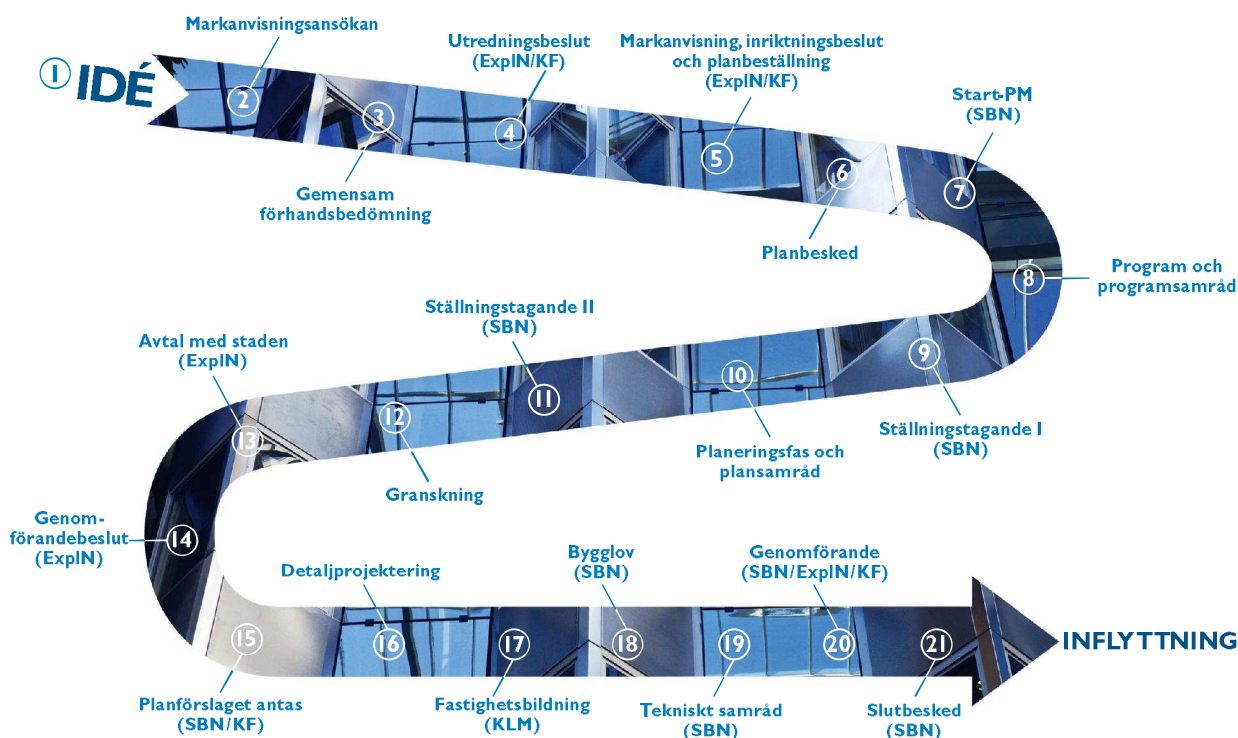 1 IDÉ
2
Markanvisningsansökan
3
Gemensam
förhandsbedömning
4
Utredningsbeslut
(ExplN/KF)
5
Markanvisning, inriktningsbeslut
och planbeställning
(ExplN/KF)
6
Planbesked
7
Start-PM
(SBN)
8
Program och
programsamråd
9
Ställningstagande I
(SBN)
10
Planeringsfas och
plansamråd
11
Ställningstagande II
(SBN)
12
Granskning
13
Avtal med staden
(ExplN)
14
Genom-
förandebeslut
(ExplN)
15
Planförslaget antas
(SBN/KF)
16
Detaljprojektering
17
Fastighetsbildning
(KLM)
18
Bygglov
(SBN)
19
Tekniskt samråd
(SBN)
20
Genomförande
(SBN/ExplN/KF)
21
Slutbesked
(SBN)
INFLYTTNING